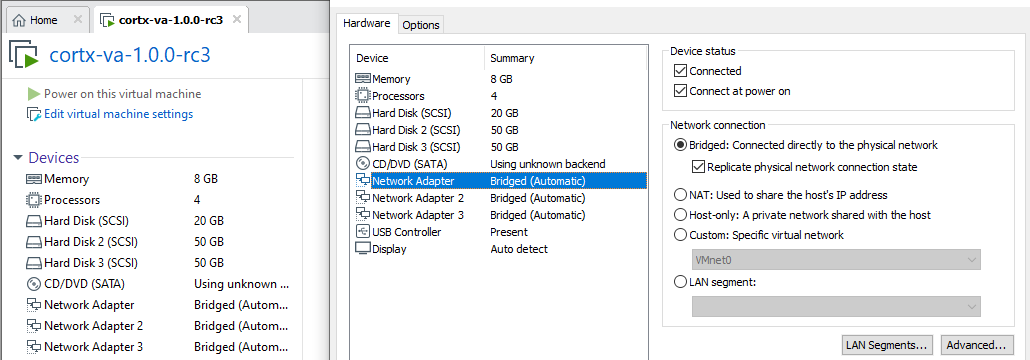 Home
cortx-va-1.0.0-rc3
cortx-va-1.0.0-rc3
Power on this virtual machine
Edit virtual machine settings
Devices
Memory 8 GB
Processors 4
Hard Disk (SCSI) 20 GB
Hard Disk 2 (SCSI) 50 GB
Hard Disk 3 (SCSI) 50 GB
CD/DVD (SATA) Using unknown ...
Network Adapter Bridged (Autom...
Network Adapter 2 Bridged (Autom...
Network Adapter 3 Bridged (Autom...
Hardware Options
Device Summary
Memory 8 GB
Processors 4
Hard Disk (SCSI) 20 GB
Hard Disk 2 (SCSI) 50 GB
Hard Disk 3 (SCSI) 50 GB
CD/DVD (SATA) Using unknown backend
Network Adapter Bridged (Automatic)
Network Adapter 2 Bridged (Automatic)
Network Adapter 3 Bridged (Automatic)
USB Controller Present
Display Auto detect
Device status
Connected
Connect at power on
Network connection
Bridged: Connected directly to the physical network
Replicate physical network connection state
NAT: Used to share the host's IP address
Host-only: A private network shared with the host
Custom: Specific virtual network
VMnet0
LAN segment:
LAN Segments... Advanced...